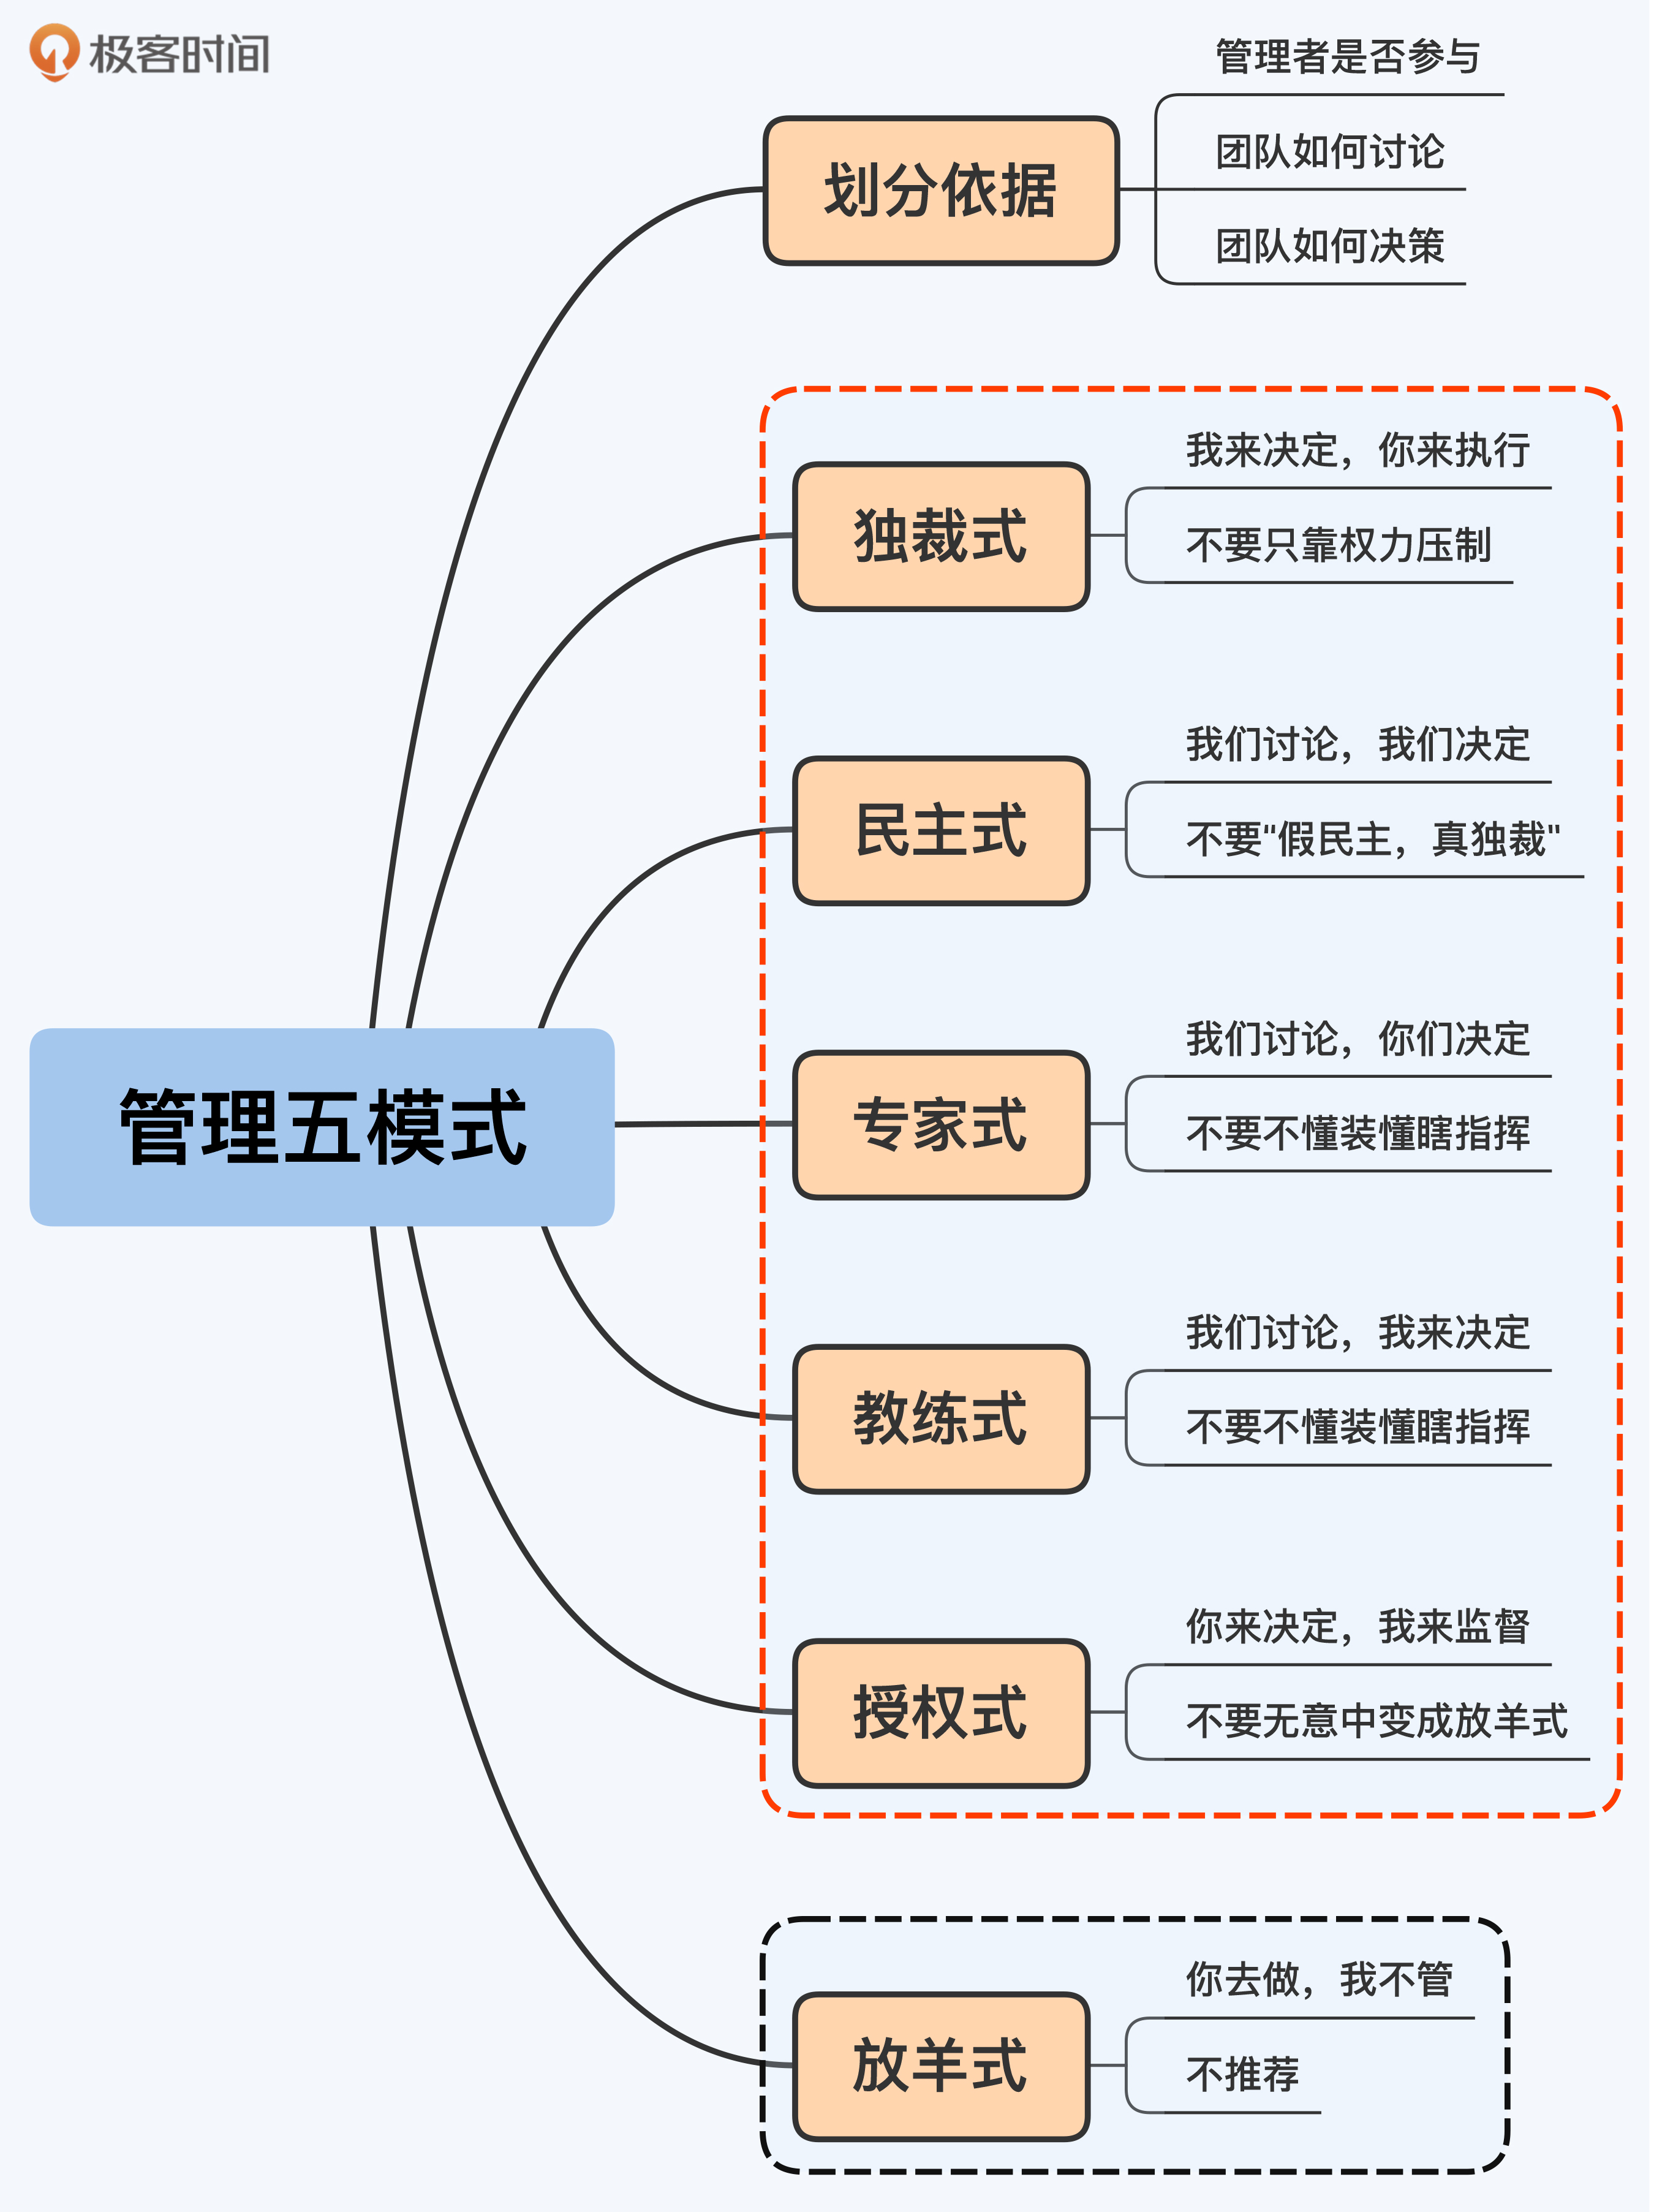 极客时间
管理五模式
划分依据
管理者是否参与
团队如何讨论
团队如何决策
独裁式
我来决定，你来执行
不要只靠权力压制
民主式
我们讨论，我们决定
不要"假民主，真独裁"
专家式
我们讨论，你们决定
不要不懂装懂瞎指挥
教练式
我们讨论，我来决定
不要不懂装懂瞎指挥
授权式
你来决定，我来监督
不要无意中变成放羊式
放羊式
你去做，我不管
不推荐